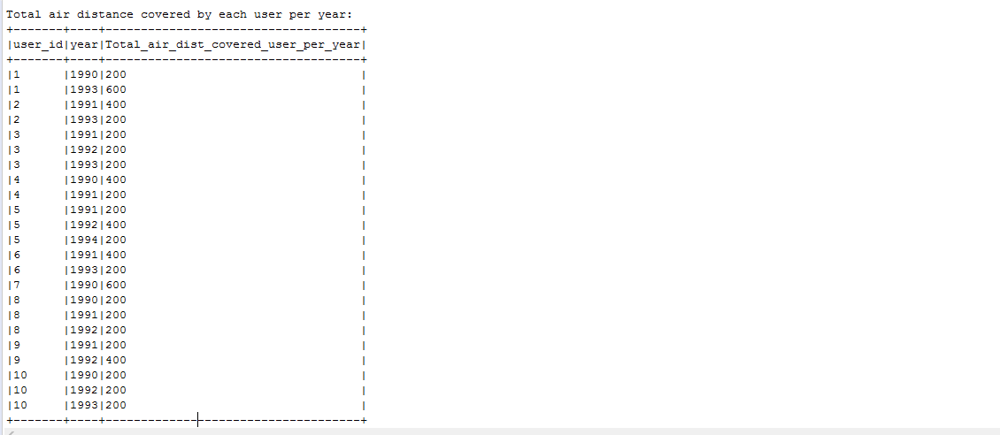 Total air distance covered by each user per year:
+-------+----+------------------------------------+
|user_id|year|Total_air_dist_covered_user_per_year|
+-------+----+------------------------------------+
|1      |1990|200                                 |
|1      |1993|600                                 |
|2      |1991|400                                 |
|2      |1993|200                                 |
|3      |1991|200                                 |
|3      |1992|200                                 |
|3      |1993|200                                 |
|4      |1990|400                                 |
|4      |1991|200                                 |
|5      |1991|200                                 |
|5      |1992|400                                 |
|5      |1994|200                                 |
|6      |1991|400                                 |
|6      |1993|200                                 |
|7      |1990|600                                 |
|8      |1990|200                                 |
|8      |1991|200                                 |
|8      |1992|200                                 |
|9      |1991|200                                 |
|9      |1992|400                                 |
|10     |1990|200                                 |
|10     |1992|200                                 |
|10     |1993|200                                 |
+-------+----+------------------------------------+